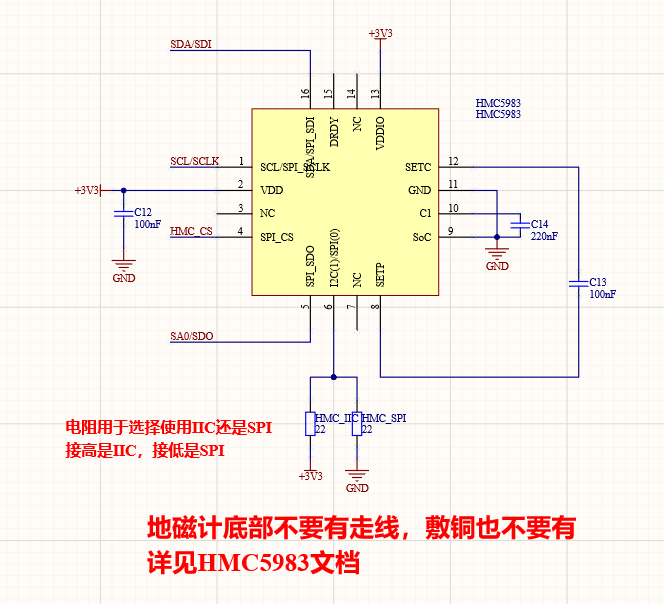 SDA/SDI
+3V3
16
15
14
13
HMC5983
HMC5983
SDA/SPI_SDI
DRDY
NC
VDDIO
SCL/SCLK
1
SCL/SPI_SCLK
SETC
12
+3V3
2
VDD
GND
11
C12
100nF
3
NC
C1
10
C14
220nF
HMC_CS
4
SPI_CS
SoC
9
GND
GND
SPI_SDO
I2C(1)/SPI(0)
NC
SETP
C13
100nF
5
6
7
8
SA0/SDO
HMC_IIC
22
HMC_SPI
22
电阻用于选择使用IIC还是SPI
接高是IIC，接低是SPI
+3V3
GND
地磁计底部不要有走线，敷铜也不要有
详见HMC5983文档